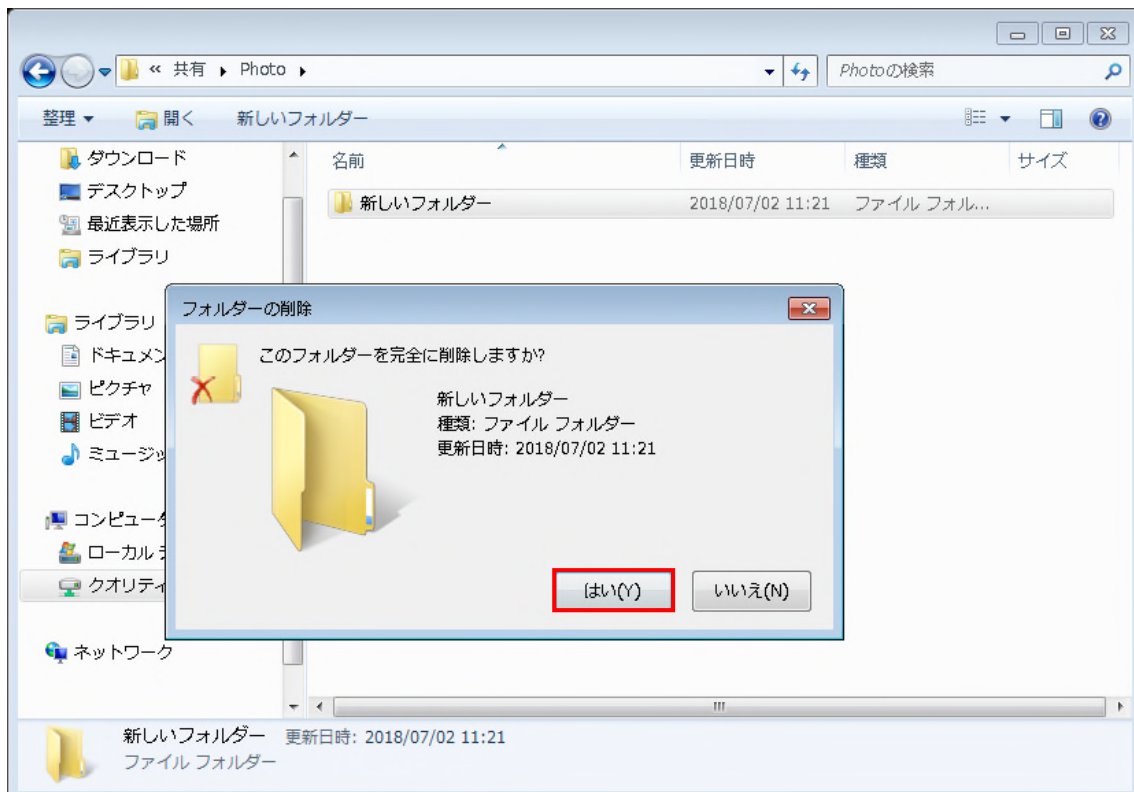 « 共有 ▸ Photo ▸
Photoの検索
整理 ▼ 開く 新しいフォルダー
ダウンロード
デスクトップ
最近表示した場所
ライブラリ
ライブラリ
ドキュメン
ピクチャ
ビデオ
ミュージッ
コンピュータ
ローカル
クオリティ
ネットワーク
名前 更新日時 種類 サイズ
新しいフォルダー 2018/07/02 11:21 ファイル フォル...
フォルダーの削除
このフォルダーを完全に削除しますか?
新しいフォルダー
種類: ファイル フォルダー
更新日時: 2018/07/02 11:21
はい(Y) いいえ(N)
新しいフォルダー 更新日時: 2018/07/02 11:21
ファイル フォルダー